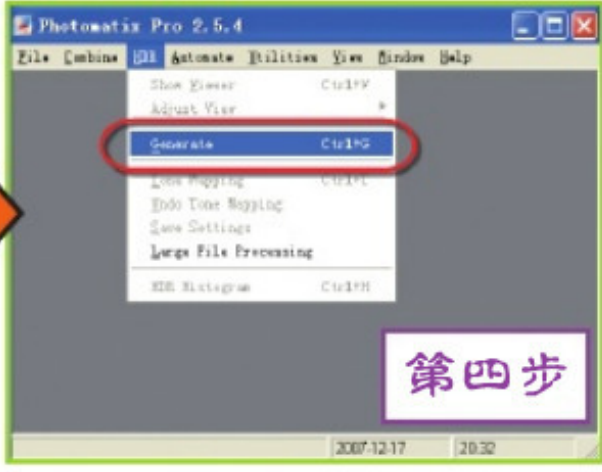 Photomatix Pro 2.5.4
File Combine HDR Automate Utilities View Window Help
Show Viewer Ctrl+V
Adjust View
Generate Ctrl+G
Tone Mapping Ctrl+T
Undo Tone Mapping
Save Settings
Large File Processing
HDR Histogram Ctrl+H
第四步
2007-12-17 20:32